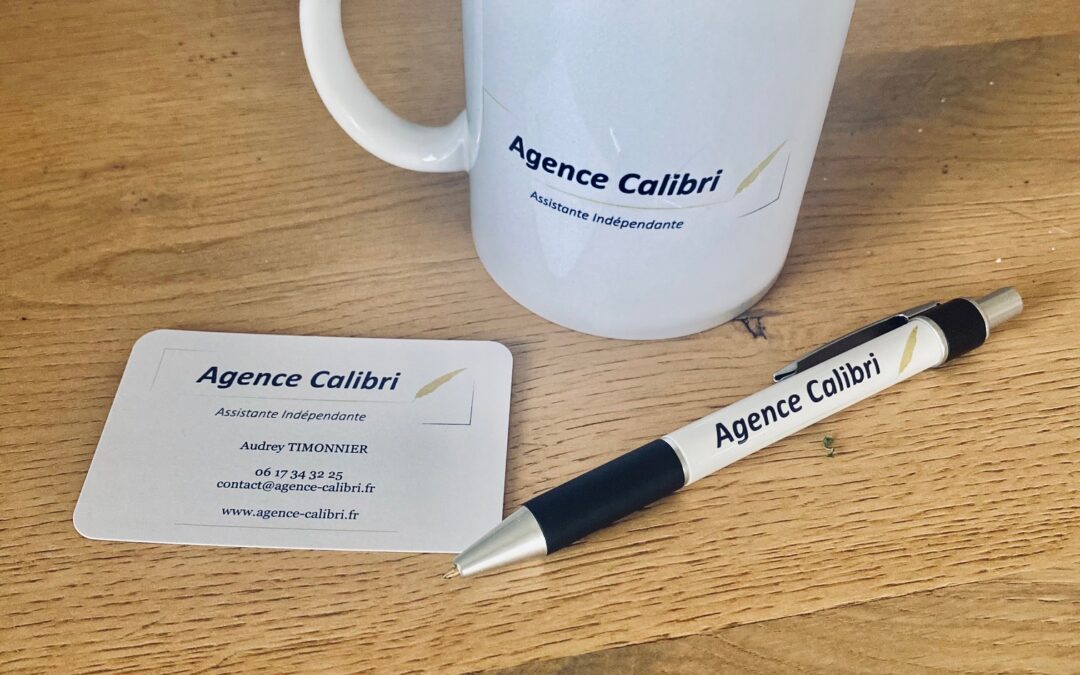 Agence Calibri
Assistante Indépendante
Agence Calibri
Assistante Indépendante
Audrey TIMONNIER
06 17 34 32 25
contact@agence-calibri.fr
www.agence-calibri.fr
Agence Calibri